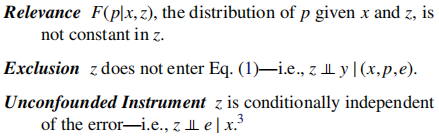 Relevance F(p|x, z), the distribution of p given x and z, is
not constant in z.
Exclusion z does not enter Eq. (1)—i.e., z ⫫ y | (x, p, e).
Unconfounded Instrument z is conditionally independent
of the error—i.e., z ⫫ e | x.³